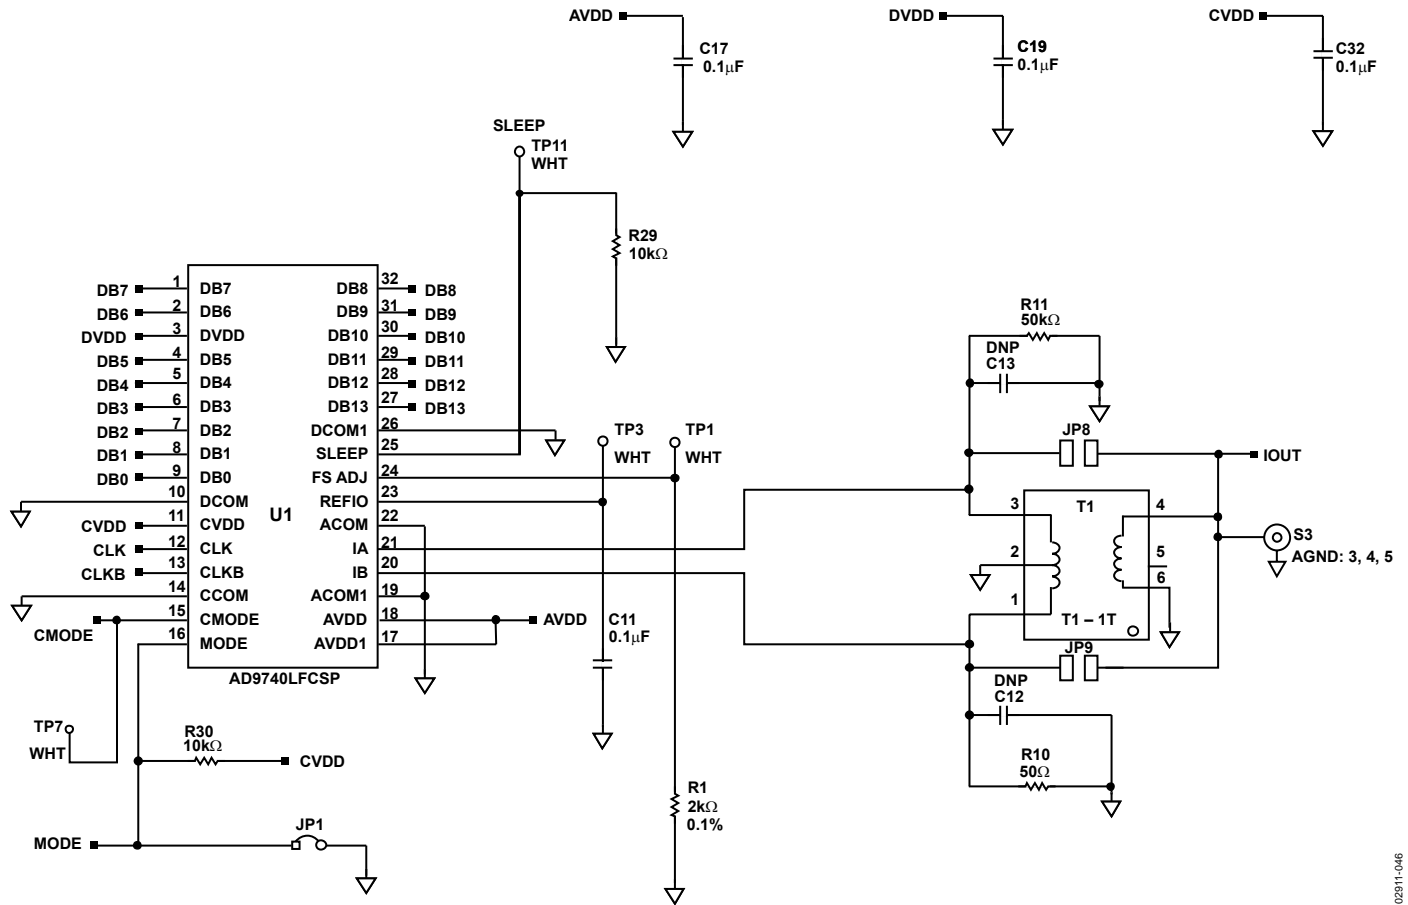 AVDD
C17
0.1μF
DVDD
C19
0.1μF
CVDD
C32
0.1μF
SLEEP
TP11
WHT
R29
10kΩ
DB7 1 DB7
DB6 2 DB6
DVDD 3 DVDD
DB5 4 DB5
DB4 5 DB4
DB3 6 DB3
DB2 7 DB2
DB1 8 DB1
DB0 9 DB0
10 DCOM
CVDD 11 CVDD
CLK 12 CLK
CLKB 13 CLKB
14 CCOM
CMODE 15 CMODE
16 MODE
U1
DB8 32 DB8
DB9 31 DB9
DB10 30 DB10
DB11 29 DB11
DB12 28 DB12
DB13 27 DB13
DCOM1 26
SLEEP 25
FS ADJ 24
REFIO 23
ACOM 22
IA 21
IB 20
ACOM1 19
AVDD 18 AVDD
AVDD1 17
AD9740LFCSP
TP3
WHT
TP1
WHT
C11
0.1μF
R11
50kΩ
DNP
C13
JP8
IOUT
3
T1
4
2
5
6
1
T1 – 1T
S3
AGND: 3, 4, 5
JP9
DNP
C12
R10
50Ω
TP7
WHT
R30
10kΩ
CVDD
R1
2kΩ
0.1%
MODE
JP1
02911-046